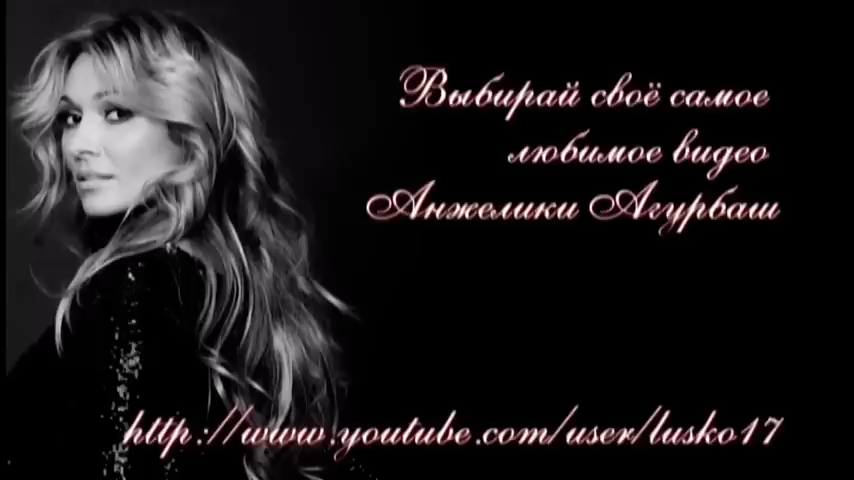 Выбирай своё самое
любимое видео
Анжелики Агурбаш
http://www.youtube.com/user/lusko17